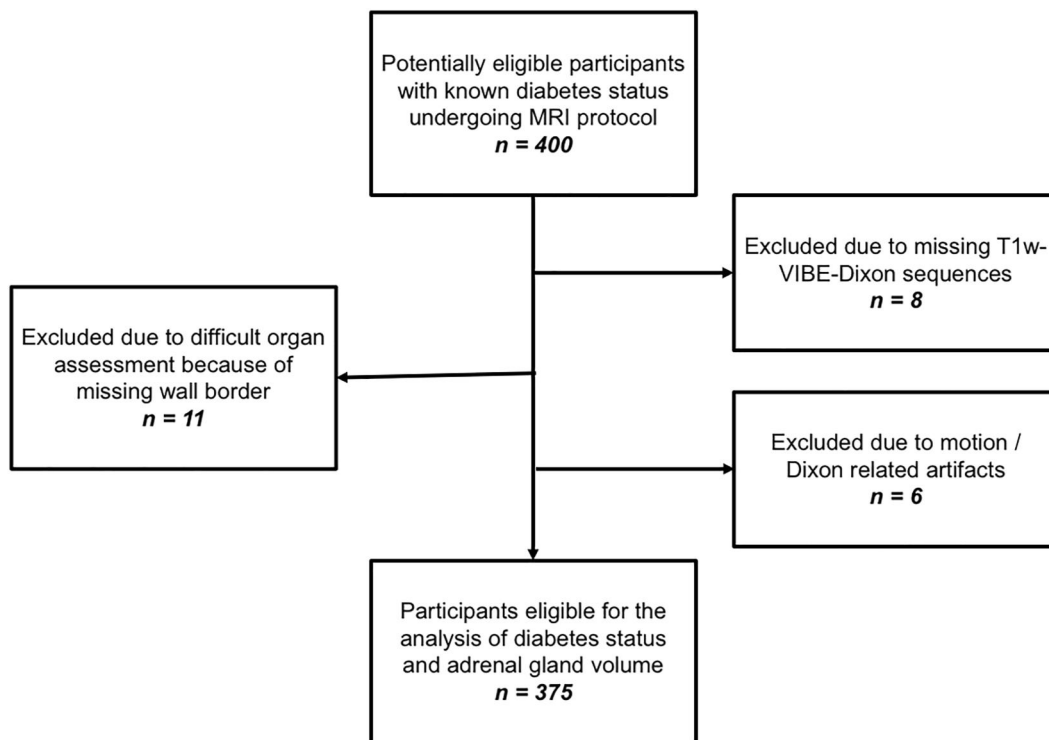 Potentially eligible participants
with known diabetes status
undergoing MRI protocol
n = 400
Excluded due to missing T1w-
VIBE-Dixon sequences
n = 8
Excluded due to difficult organ
assessment because of
missing wall border
n = 11
Excluded due to motion /
Dixon related artifacts
n = 6
Participants eligible for the
analysis of diabetes status
and adrenal gland volume
n = 375